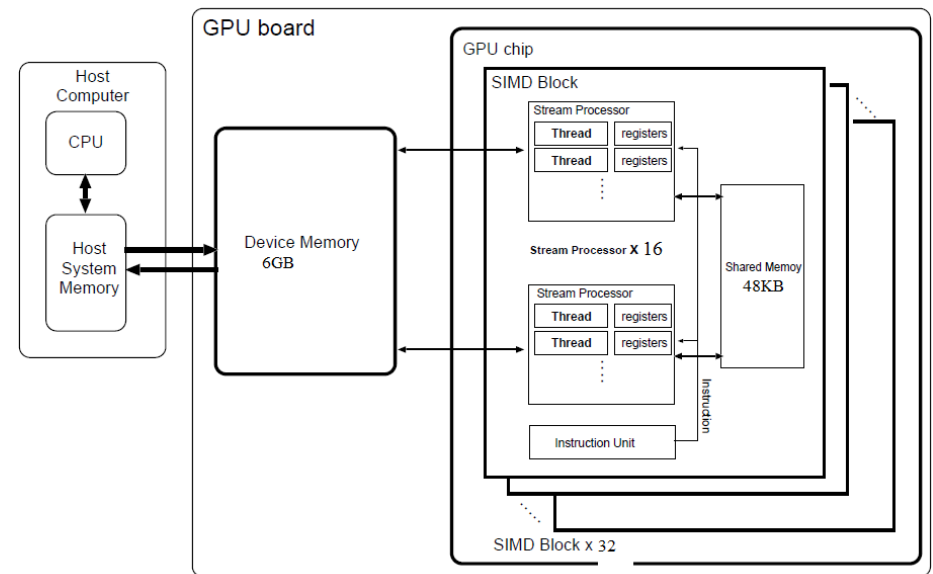 GPU board
GPU chip
SIMD Block
Host
Computer
CPU
Host
System
Memory
Device Memory
6GB
Stream Processor
Thread registers
Thread registers
Stream Processor X 16
Stream Processor
Thread registers
Thread registers
Shared Memoy
48KB
Instruction
Instruction Unit
SIMD Block x 32